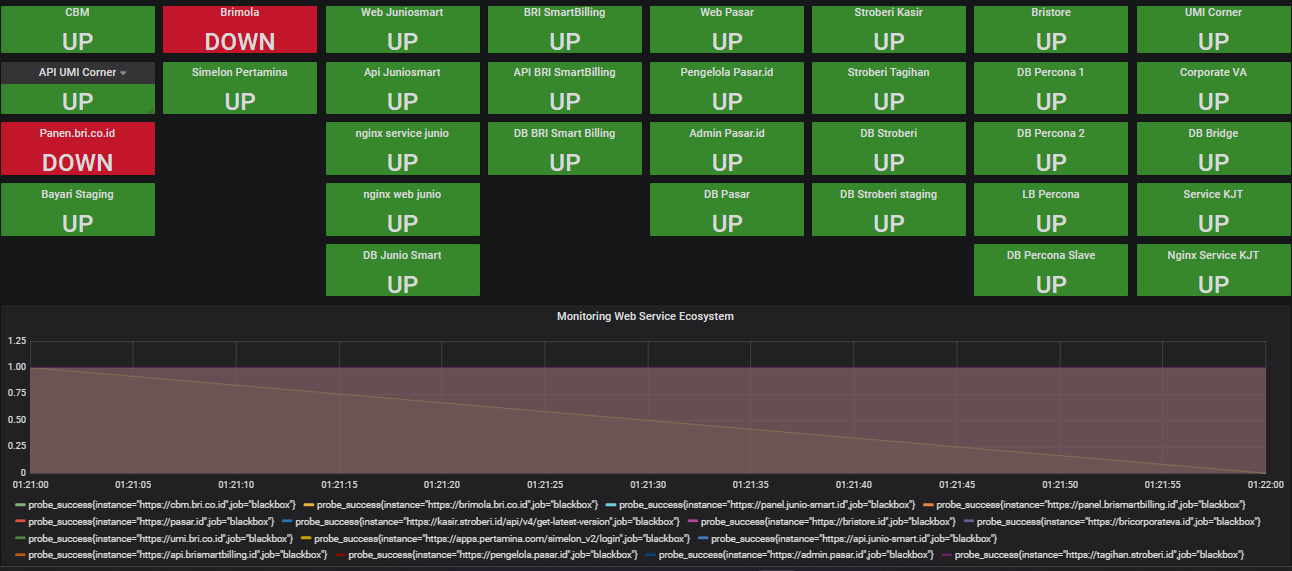 CBM Brimola Web Juniosmart BRI SmartBilling Web Pasar Stroberi Kasir Bristore UMI Corner
UP DOWN UP UP UP UP UP UP
API UMI Corner Simelon Pertamina Api Juniosmart API BRI SmartBilling Pengelola Pasar.id Stroberi Tagihan DB Percona 1 Corporate VA
UP UP UP UP UP UP UP UP
Panen.bri.co.id nginx service junio DB BRI Smart Billing Admin Pasar.id DB Stroberi DB Percona 2 DB Bridge
DOWN UP UP UP UP UP UP
Bayari Staging nginx web junio DB Pasar DB Stroberi staging LB Percona Service KJT
UP UP UP UP UP UP
DB Junio Smart DB Percona Slave Nginx Service KJT
UP UP UP
Monitoring Web Service Ecosystem
1.25
1.00
0.75
0.50
0.25
0
01:21:00 01:21:05 01:21:10 01:21:15 01:21:20 01:21:25 01:21:30 01:21:35 01:21:40 01:21:45 01:21:50 01:21:55 01:22:00
probe_success{instance="https://cbm.bri.co.id",job="blackbox"} probe_success{instance="https://brimola.bri.co.id",job="blackbox"} probe_success{instance="https://panel.junio-smart.id",job="blackbox"} probe_success{instance="https://panel.brismartbilling.id",job="blackbox"}
probe_success{instance="https://pasar.id",job="blackbox"} probe_success{instance="https://kasir.stroberi.id/api/v4/get-latest-version",job="blackbox"} probe_success{instance="https://bristore.id",job="blackbox"} probe_success{instance="https://bricorporateva.id",job="blackbox"}
probe_success{instance="https://umi.bri.co.id",job="blackbox"} probe_success{instance="https://apps.pertamina.com/simelon_v2/login",job="blackbox"} probe_success{instance="https://api.junio-smart.id",job="blackbox"}
probe_success{instance="https://api.brismartbilling.id",job="blackbox"} probe_success{instance="https://pengelola.pasar.id",job="blackbox"} probe_success{instance="https://admin.pasar.id",job="blackbox"} probe_success{instance="https://tagihan.stroberi.id",job="blackbox"}